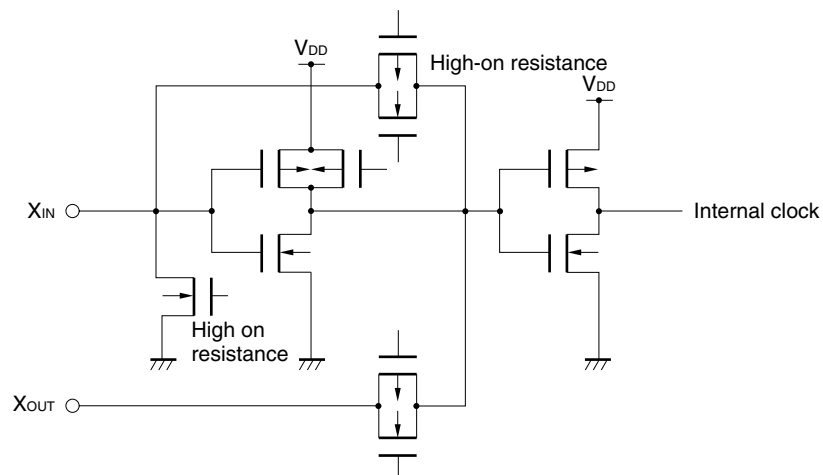 VDD
High-on resistance
VDD
XIN
Internal clock
High on
resistance
XOUT